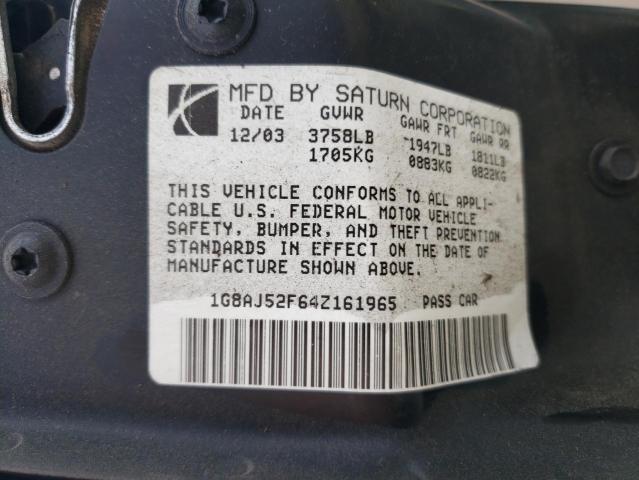 MFD BY SATURN CORPORATION
DATE GVWR GAWR FRT GAWR RR
12/03 3758LB 1947LB 1811LB
1705KG 0883KG 0822KG
THIS VEHICLE CONFORMS TO ALL APPLI-
CABLE U.S. FEDERAL MOTOR VEHICLE
SAFETY, BUMPER, AND THEFT PREVENTION
STANDARDS IN EFFECT ON THE DATE OF
MANUFACTURE SHOWN ABOVE.
1G8AJ52F64Z161965 PASS CAR